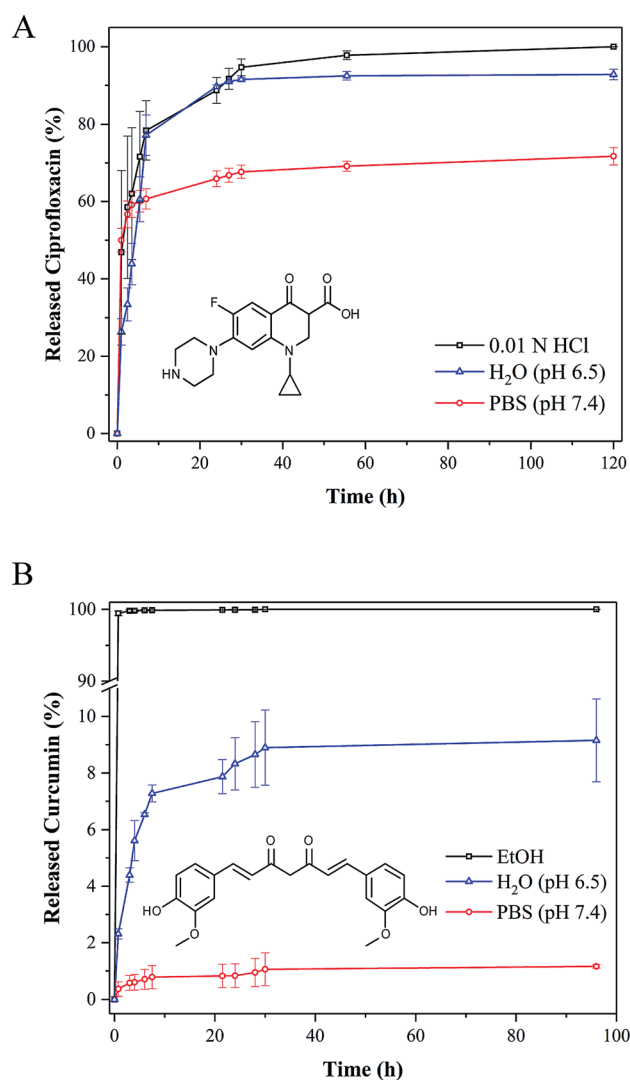 A
Released Ciprofloxacin (%)
100
80
60
40
20
0
F
O
O
OH
N
HN
N
0.01 N HCl
H₂O (pH 6.5)
PBS (pH 7.4)
0 20 40 60 80 100 120
Time (h)
B
Released Curcumin (%)
100
90
10
8
6
4
2
0
O O
HO
O
OH
O
EtOH
H₂O (pH 6.5)
PBS (pH 7.4)
0 20 40 60 80 100
Time (h)